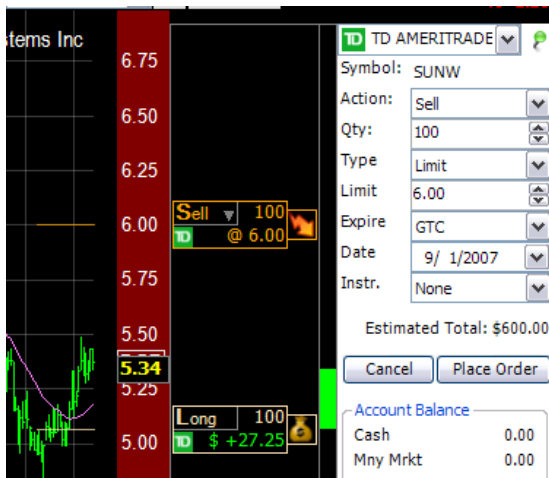 stems Inc
6.75
6.50
6.25
6.00
5.75
5.50
5.34
5.25
5.00
Sell 100
TD @ 6.00
Long 100
TD $ +27.25
TD TD AMERITRADE
Symbol: SUNW
Action: Sell
Qty: 100
Type Limit
Limit 6.00
Expire GTC
Date 9/ 1/2007
Instr. None
Estimated Total: $600.00
Cancel Place Order
Account Balance
Cash 0.00
Mny Mrkt 0.00